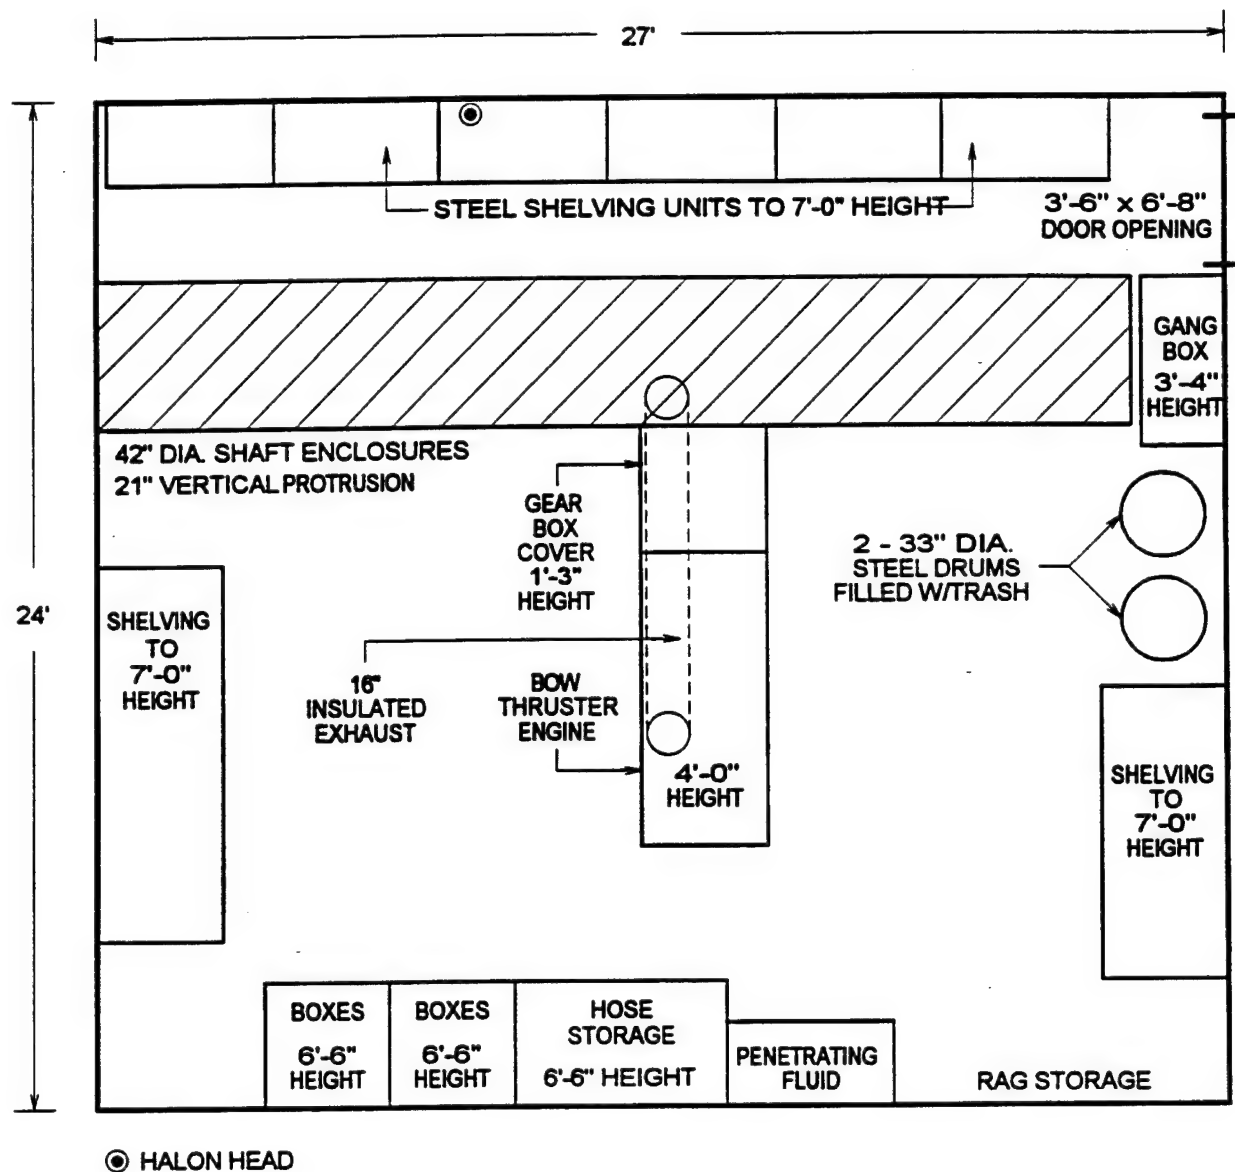 27'
STEEL SHELVING UNITS TO 7'-0" HEIGHT
3'-6" x 6'-8"
DOOR OPENING
GANG
BOX
3'-4"
HEIGHT
42" DIA. SHAFT ENCLOSURES
21" VERTICAL PROTRUSION
GEAR
BOX
COVER
1'-3"
HEIGHT
2 - 33" DIA.
STEEL DRUMS
FILLED W/TRASH
24'
SHELVING
TO
7'-0"
HEIGHT
16"
INSULATED
EXHAUST
BOW
THRUSTER
ENGINE
4'-0"
HEIGHT
SHELVING
TO
7'-0"
HEIGHT
BOXES
6'-6"
HEIGHT
BOXES
6'-6"
HEIGHT
HOSE
STORAGE
6'-6" HEIGHT
PENETRATING
FLUID
RAG STORAGE
HALON HEAD